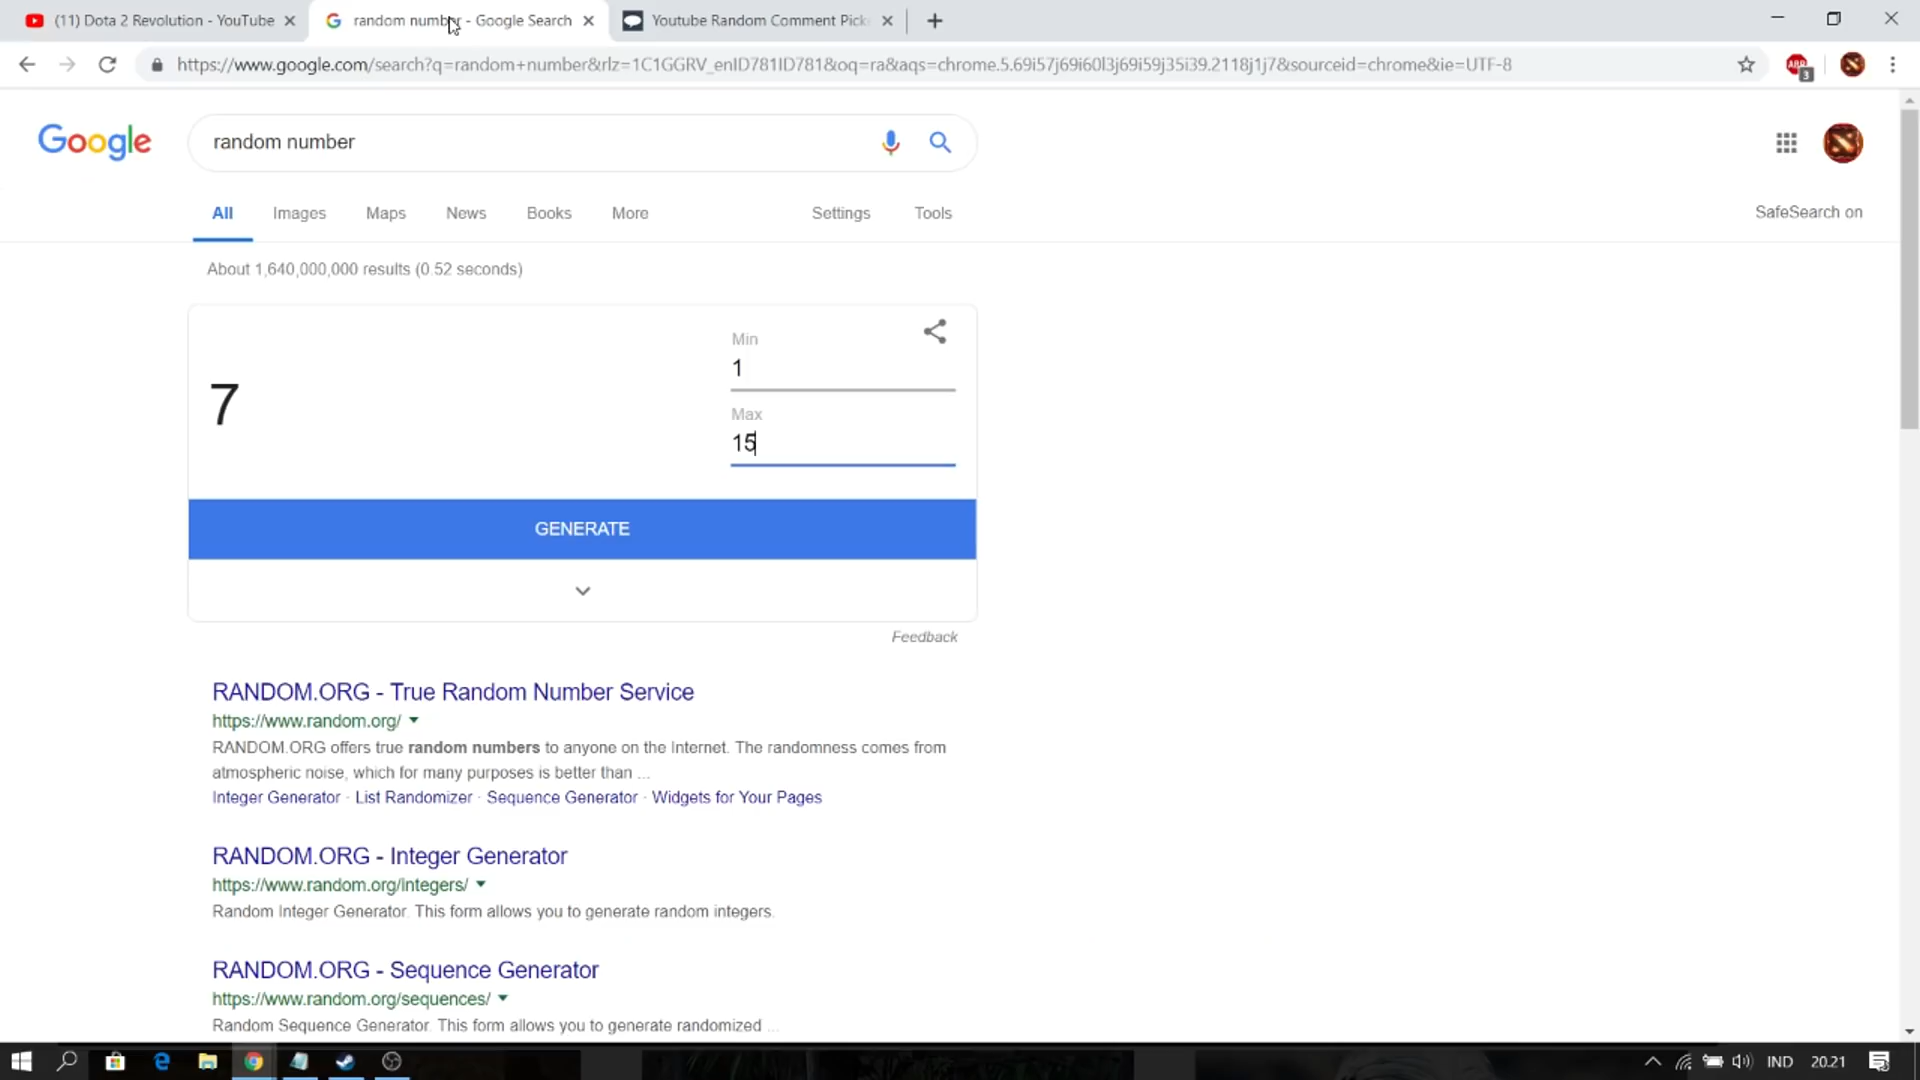 (11) Dota 2 Revolution - YouTube
random number - Google Search
Youtube Random Comment Picke
https://www.google.com/search?q=random+number&rlz=1C1GGRV_enID781ID781&oq=ra&aqs=chrome.5.69i57j69i60l3j69i59j35i39.2118j1j7&sourceid=chrome&ie=UTF-8
ABP
3
Google
random number
All
Images
Maps
News
Books
More
Settings
Tools
SafeSearch on
About 1,640,000,000 results (0.52 seconds)
7
Min
1
Max
15
GENERATE
Feedback
RANDOM.ORG - True Random Number Service
https://www.random.org/
RANDOM.ORG offers true random numbers to anyone on the Internet. The randomness comes from
atmospheric noise, which for many purposes is better than ...
Integer Generator · List Randomizer · Sequence Generator · Widgets for Your Pages
RANDOM.ORG - Integer Generator
https://www.random.org/integers/
Random Integer Generator. This form allows you to generate random integers.
RANDOM.ORG - Sequence Generator
https://www.random.org/sequences/
Random Sequence Generator. This form allows you to generate randomized ...
IND
20.21